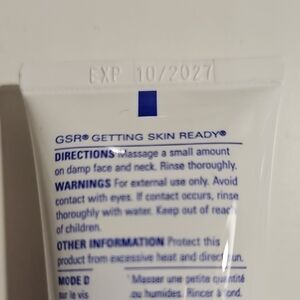 EXP 10/2027
GSR® GETTING SKIN READY®
DIRECTIONS Massage a small amount
on damp face and neck. Rinse thoroughly.
WARNINGS For external use only. Avoid
contact with eyes. If contact occurs, rinse
thoroughly with water. Keep out of reach
of children.
OTHER INFORMATION Protect this
product from excessive heat and direct sun.
MODE D Masser une petite quantité
sur le vis ou humides. Rincer à fond.